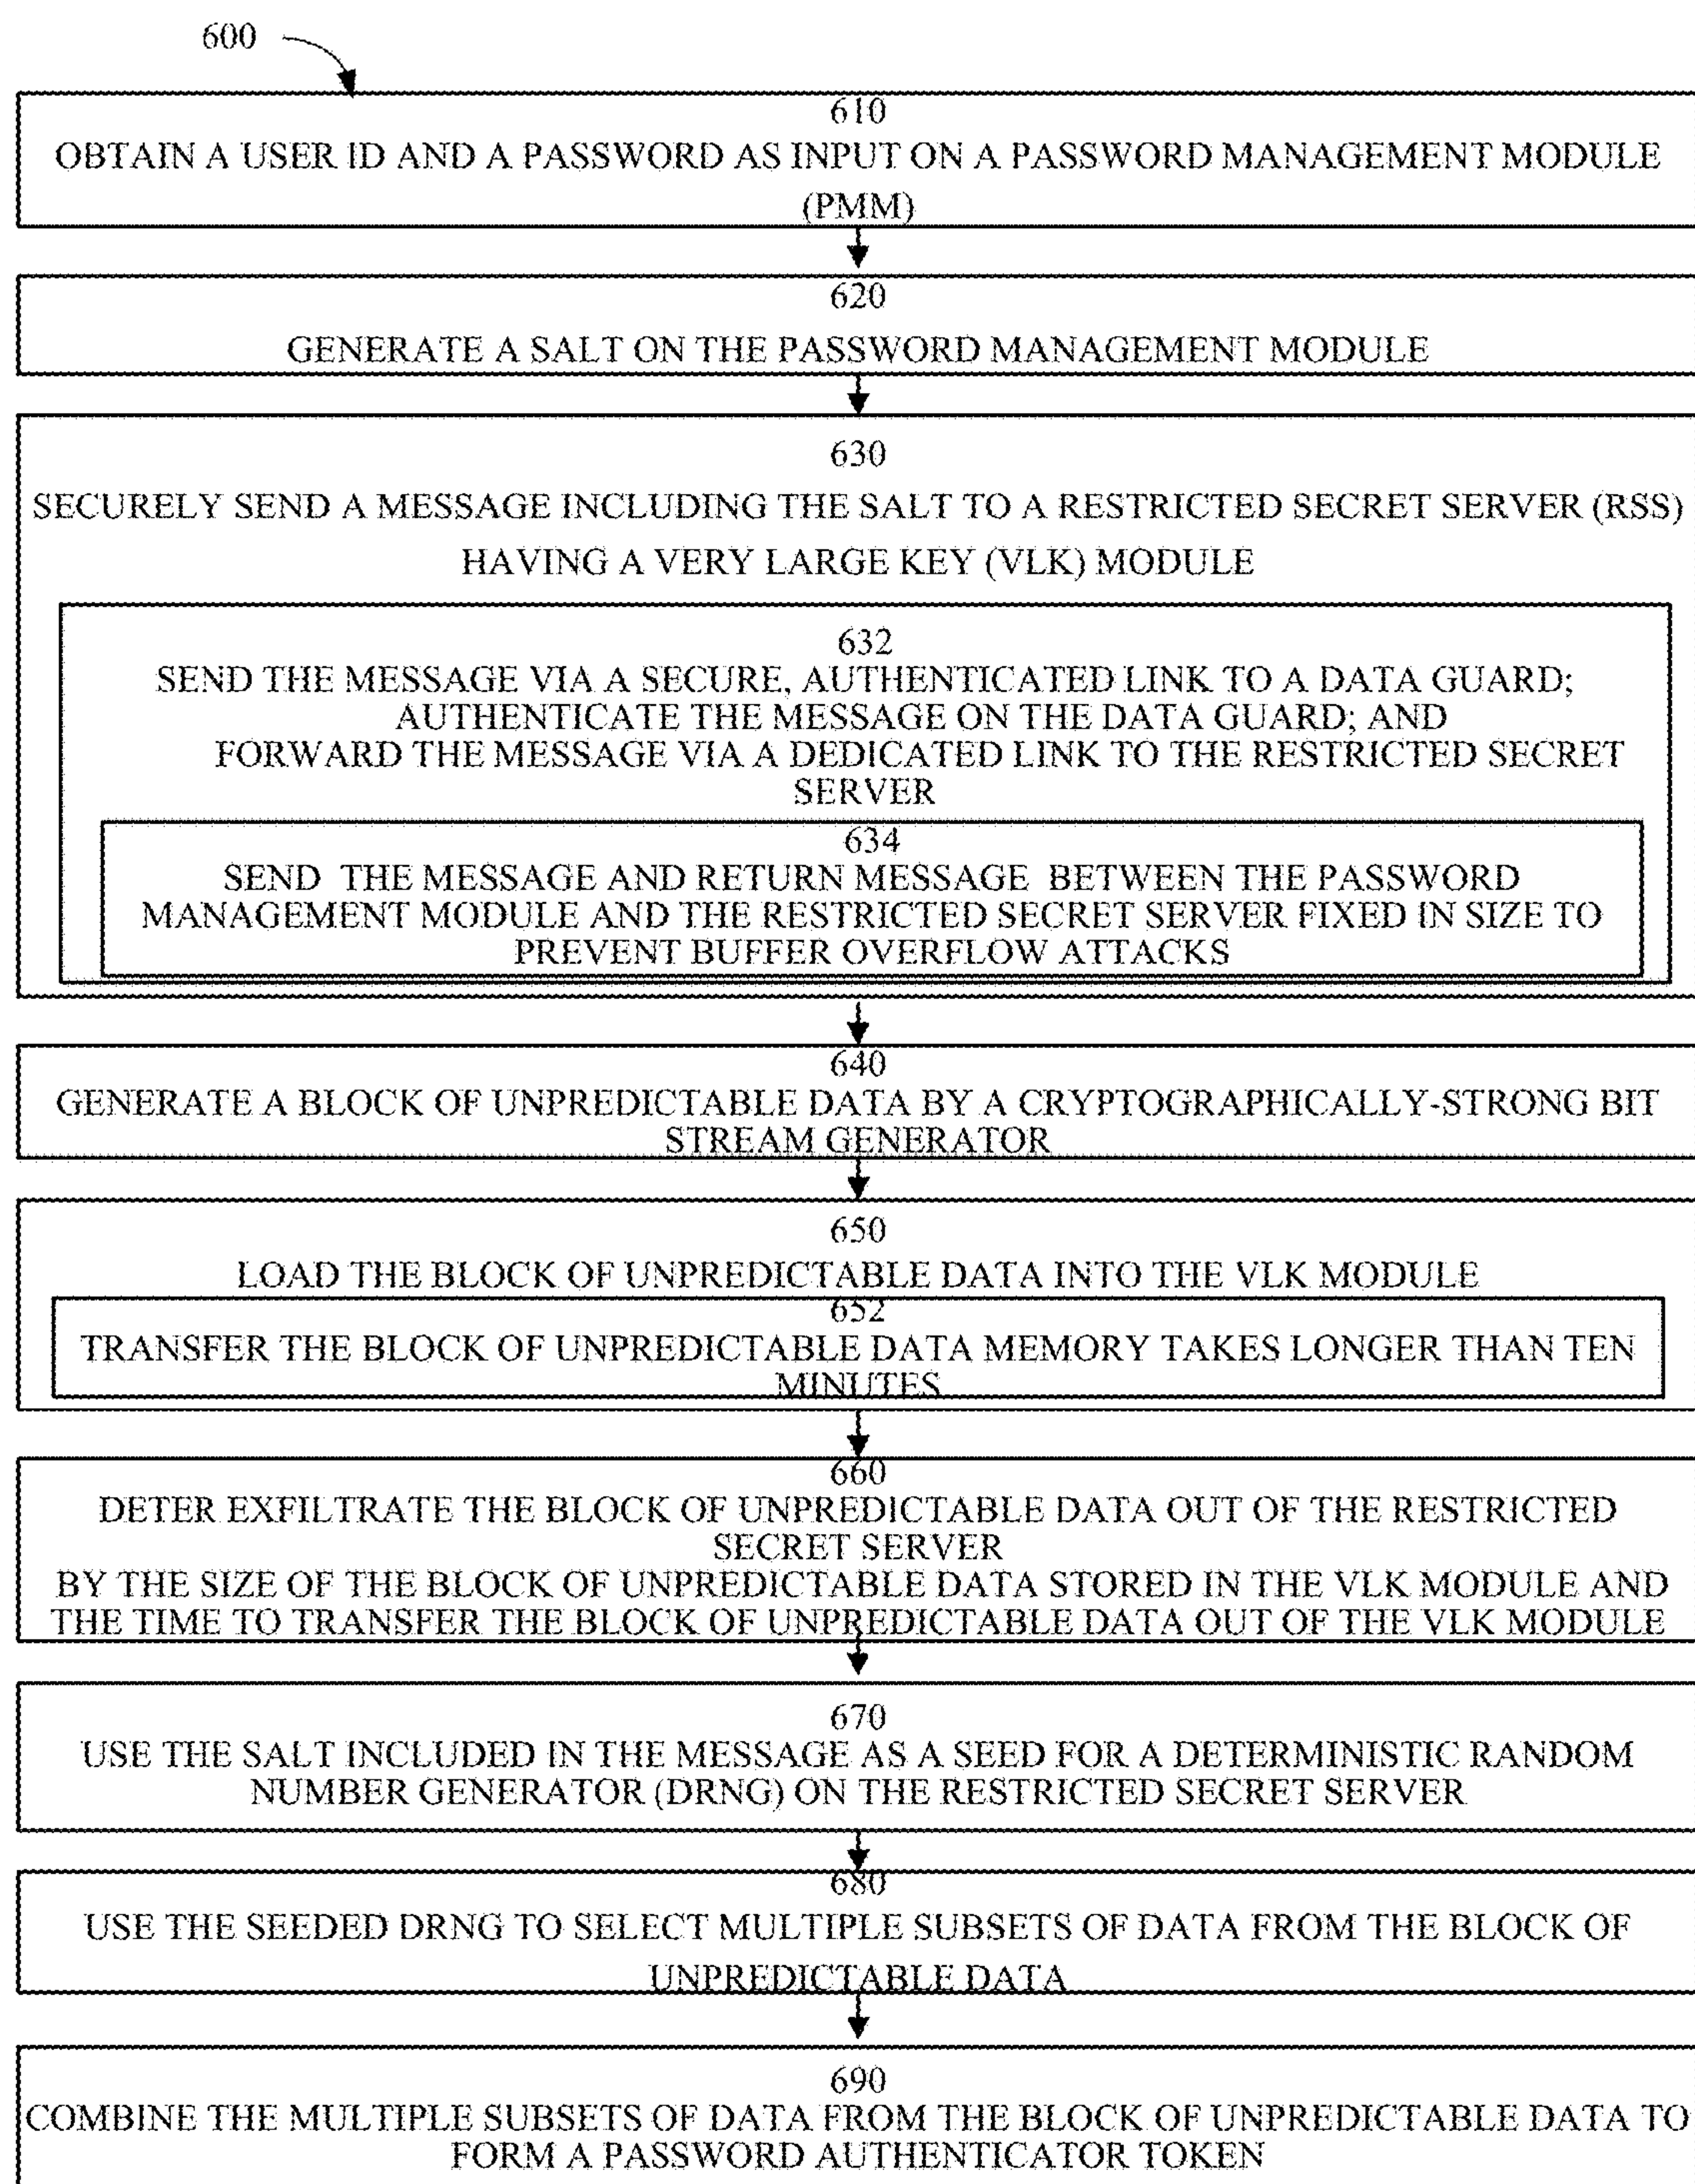 600
610
OBTAIN A USER ID AND A PASSWORD AS INPUT ON A PASSWORD MANAGEMENT MODULE
(PMM)
620
GENERATE A SALT ON THE PASSWORD MANAGEMENT MODULE
630
SECURELY SEND A MESSAGE INCLUDING THE SALT TO A RESTRICTED SECRET SERVER (RSS)
HAVING A VERY LARGE KEY (VLK) MODULE
632
SEND THE MESSAGE VIA A SECURE, AUTHENTICATED LINK TO A DATA GUARD;
AUTHENTICATE THE MESSAGE ON THE DATA GUARD; AND
FORWARD THE MESSAGE VIA A DEDICATED LINK TO THE RESTRICTED SECRET
SERVER
634
SEND THE MESSAGE AND RETURN MESSAGE BETWEEN THE PASSWORD
MANAGEMENT MODULE AND THE RESTRICTED SECRET SERVER FIXED IN SIZE TO
PREVENT BUFFER OVERFLOW ATTACKS
640
GENERATE A BLOCK OF UNPREDICTABLE DATA BY A CRYPTOGRAPHICALLY-STRONG BIT
STREAM GENERATOR
650
LOAD THE BLOCK OF UNPREDICTABLE DATA INTO THE VLK MODULE
652
TRANSFER THE BLOCK OF UNPREDICTABLE DATA MEMORY TAKES LONGER THAN TEN
MINUTES
660
DETER EXFILTRATE THE BLOCK OF UNPREDICTABLE DATA OUT OF THE RESTRICTED
SECRET SERVER
BY THE SIZE OF THE BLOCK OF UNPREDICTABLE DATA STORED IN THE VLK MODULE AND
THE TIME TO TRANSFER THE BLOCK OF UNPREDICTABLE DATA OUT OF THE VLK MODULE
670
USE THE SALT INCLUDED IN THE MESSAGE AS A SEED FOR A DETERMINISTIC RANDOM
NUMBER GENERATOR (DRNG) ON THE RESTRICTED SECRET SERVER
680
USE THE SEEDED DRNG TO SELECT MULTIPLE SUBSETS OF DATA FROM THE BLOCK OF
UNPREDICTABLE DATA
690
COMBINE THE MULTIPLE SUBSETS OF DATA FROM THE BLOCK OF UNPREDICTABLE DATA TO
FORM A PASSWORD AUTHENTICATOR TOKEN